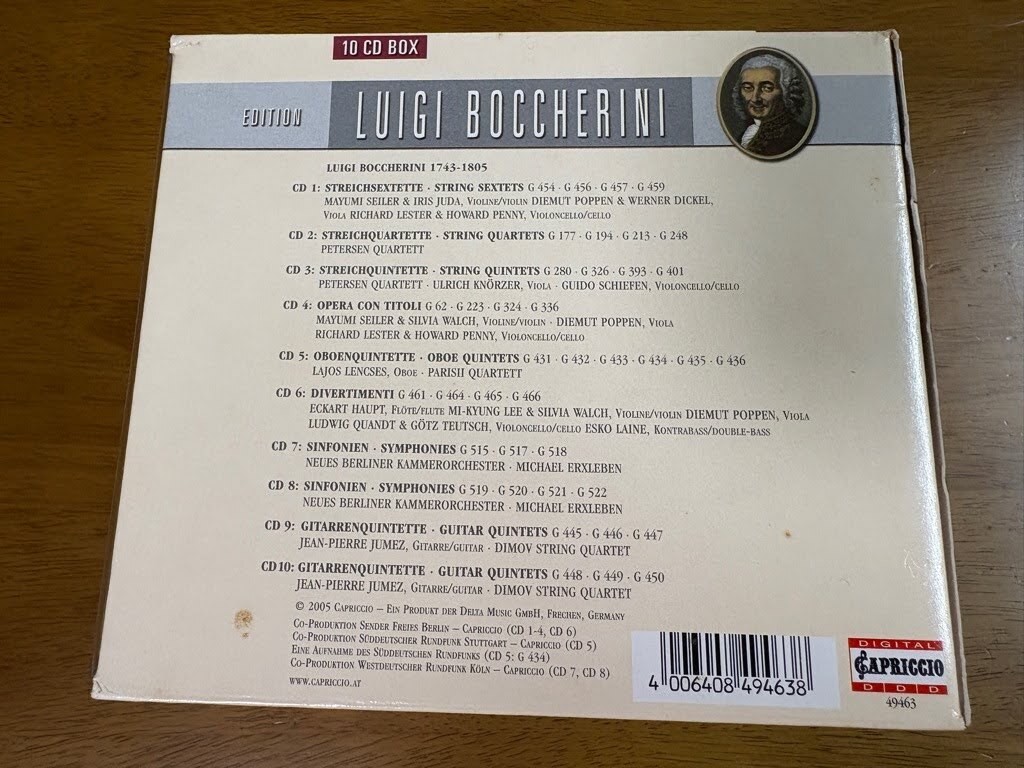 10 CD BOX
EDITION LUIGI BOCCHERINI
LUIGI BOCCHERINI 1743-1805
CD 1: STREICHSEXTETTE · STRING SEXTETS G 454 · G 456 · G 457 · G 459
MAYUMI SEILER & IRIS JUDA, VIOLINE/VIOLIN DIEMUT POPPEN & WERNER DICKEL,
VIOLA RICHARD LESTER & HOWARD PENNY, VIOLONCELLO/CELLO
CD 2: STREICHQUARTETTE · STRING QUARTETS G 177 · G 194 · G 213 · G 248
PETERSEN QUARTETT
CD 3: STREICHQUINTETTE · STRING QUINTETS G 280 · G 326 · G 393 · G 401
PETERSEN QUARTETT · ULRICH KNÖRZER, VIOLA · GUIDO SCHIEFEN, VIOLONCELLO/CELLO
CD 4: OPERA CON TITOLI G 62 · G 223 · G 324 · G 336
MAYUMI SEILER & SILVIA WALCH, VIOLINE/VIOLIN · DIEMUT POPPEN, VIOLA
RICHARD LESTER & HOWARD PENNY, VIOLONCELLO/CELLO
CD 5: OBOENQUINTETTE · OBOE QUINTETS G 431 · G 432 · G 433 · G 434 · G 435 · G 436
LAJOS LENCSES, OBOE · PARISII QUARTETT
CD 6: DIVERTIMENTI G 461 · G 464 · G 465 · G 466
ECKART HAUPT, FLÖTE/FLUTE MI-KYUNG LEE & SILVIA WALCH, VIOLINE/VIOLIN DIEMUT POPPEN, VIOLA
LUDWIG QUANDT & GÖTZ TEUTSCH, VIOLONCELLO/CELLO ESKO LAINE, KONTRABASS/DOUBLE-BASS
CD 7: SINFONIEN · SYMPHONIES G 515 · G 517 · G 518
NEUES BERLINER KAMMERORCHESTER · MICHAEL ERXLEBEN
CD 8: SINFONIEN · SYMPHONIES G 519 · G 520 · G 521 · G 522
NEUES BERLINER KAMMERORCHESTER · MICHAEL ERXLEBEN
CD 9: GITARRENQUINTETTE · GUITAR QUINTETS G 445 · G 446 · G 447
JEAN-PIERRE JUMEZ, GITARRE/GUITAR · DIMOV STRING QUARTET
CD10: GITARRENQUINTETTE · GUITAR QUINTETS G 448 · G 449 · G 450
JEAN-PIERRE JUMEZ, GITARRE/GUITAR · DIMOV STRING QUARTET
© 2005 CAPRICCIO – EIN PRODUKT DER DELTA MUSIC GMBH, FRECHEN, GERMANY
CO-PRODUKTION SENDER FREIES BERLIN – CAPRICCIO (CD 1-4, CD 6)
CO-PRODUKTION SÜDDEUTSCHER RUNDFUNK STUTTGART – CAPRICCIO (CD 5)
EINE AUFNAHME DES SÜDDEUTSCHEN RUNDFUNKS (CD 5: G 434)
CO-PRODUKTION WESTDEUTSCHER RUNDFUNK KÖLN – CAPRICCIO (CD 7, CD 8)
WWW.CAPRICCIO.AT
4 006408 494638
DIGITAL
CAPRICCIO
D D D
49463